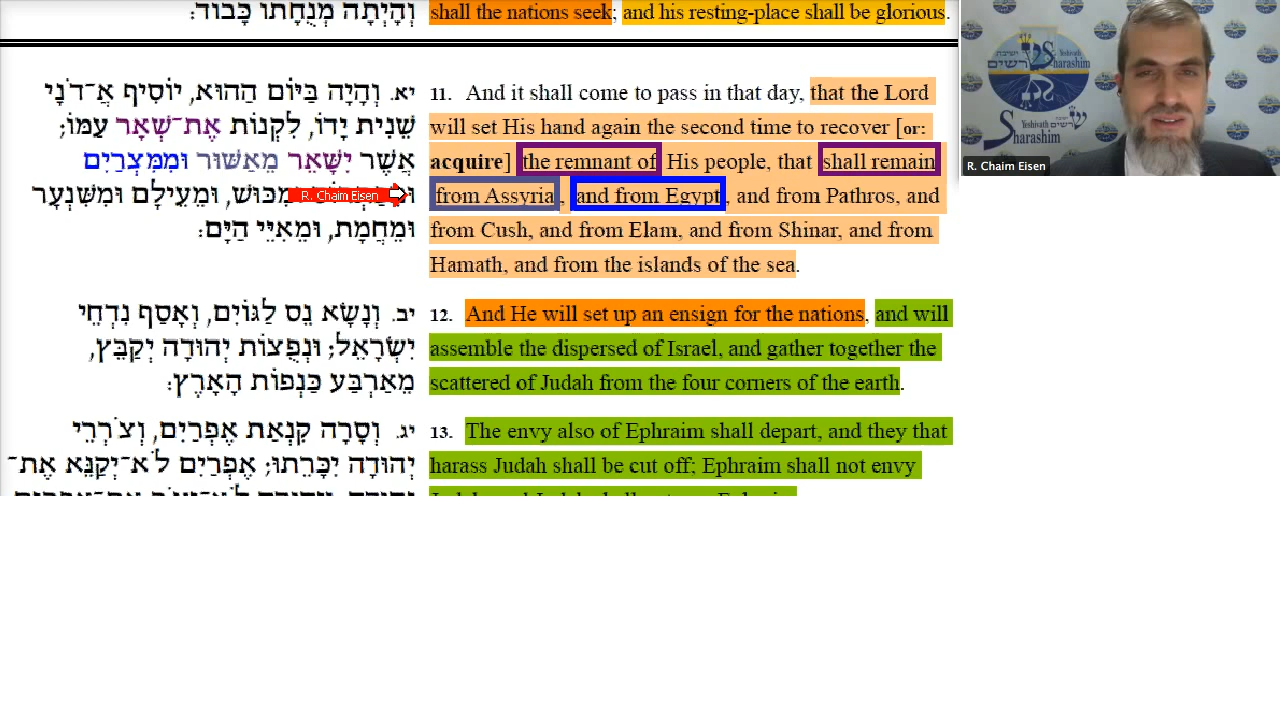 וְהָיְתָה מְנֻחָתוֹ כָּבוֹד:
shall the nations seek; and his resting-place shall be glorious.
יא. וְהָיָה בַּיּוֹם הַהוּא, יוֹסִיף אֲ־דֹנָי
שֵׁנִית יָדוֹ, לִקְנוֹת אֶת־שְׁאָר עַמּוֹ;
אֲשֶׁר יִשָּׁאֵר מֵאַשּׁוּר וּמִמִּצְרַיִם
מִכּוּשׁ, וּמֵעֵילָם וּמִשִּׁנְעָר
וּמֵחֲמָת, וּמֵאִיֵּי הַיָּם:
11. And it shall come to pass in that day, that the Lord
will set His hand again the second time to recover [or:
acquire] the remnant of His people, that shall remain
from Assyria, and from Egypt, and from Pathros, and
from Cush, and from Elam, and from Shinar, and from
Hamath, and from the islands of the sea.
יב. וְנָשָׂא נֵס לַגּוֹיִם, וְאָסַף נִדְחֵי
יִשְׂרָאֵל; וּנְפֻצוֹת יְהוּדָה יְקַבֵּץ,
מֵאַרְבַּע כַּנְפוֹת הָאָרֶץ:
12. And He will set up an ensign for the nations, and will
assemble the dispersed of Israel, and gather together the
scattered of Judah from the four corners of the earth.
יג. וְסָרָה קִנְאַת אֶפְרַיִם, וְצֹרְרֵי
יְהוּדָה יִכָּרֵתוּ; אֶפְרַיִם לֹא־יְקַנֵּא אֶת־
13. The envy also of Ephraim shall depart, and they that
harass Judah shall be cut off; Ephraim shall not envy
R. Chaim Eisen
Yeshivath
Sharashim
ישיבת
שרשים
Yeshivath
Sharashim
R. Chaim Eisen